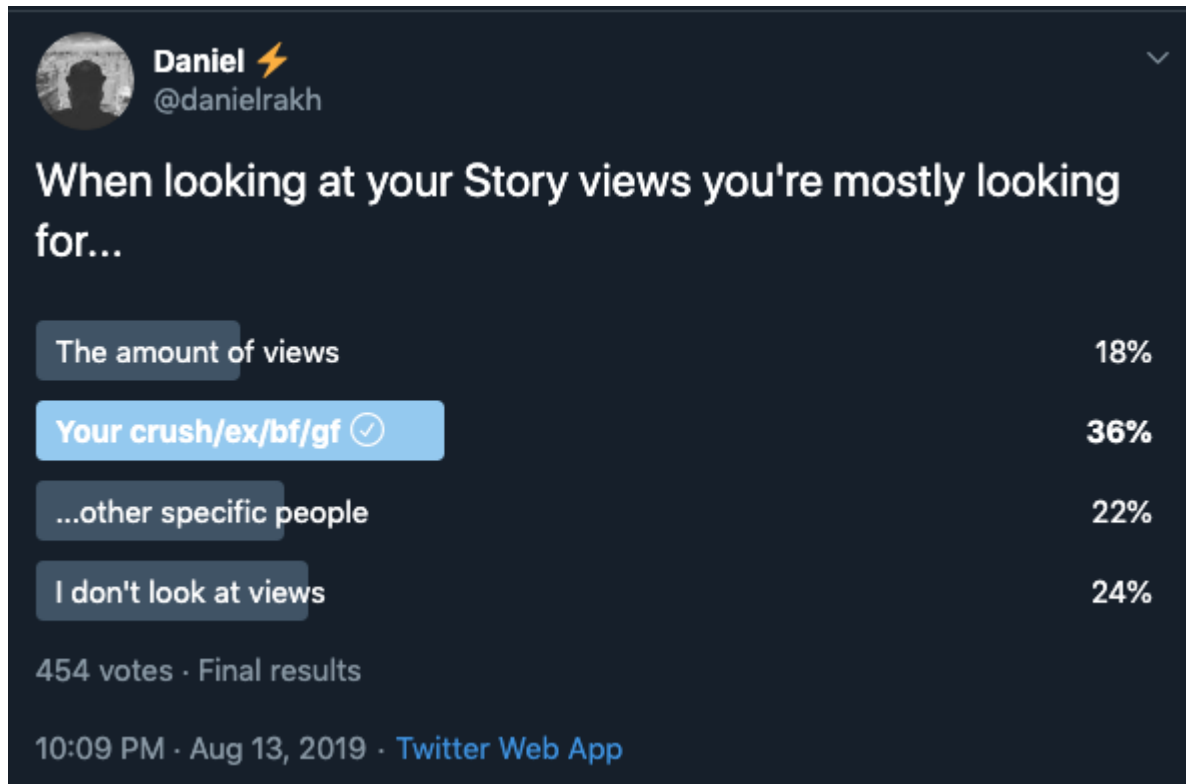 Daniel ⚡
@danielrakh
When looking at your Story views you're mostly looking
for...
The amount of views 18%
Your crush/ex/bf/gf 36%
...other specific people 22%
I don't look at views 24%
454 votes · Final results
10:09 PM · Aug 13, 2019 · Twitter Web App